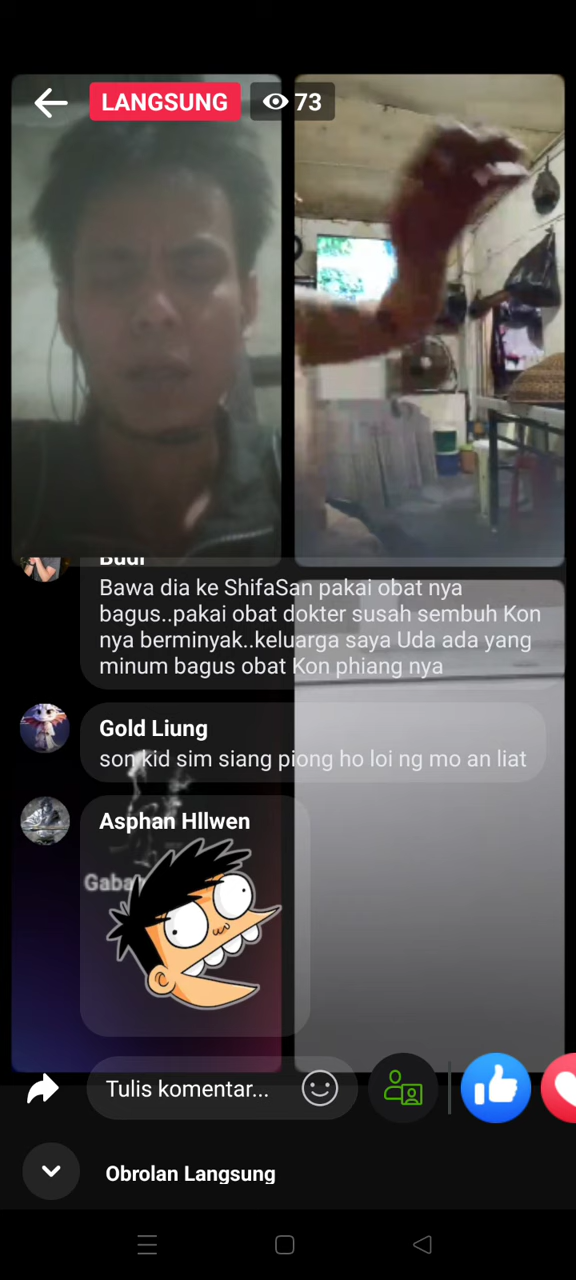 LANGSUNG 73
Budi
Bawa dia ke ShifaSan pakai obat nya
bagus..pakai obat dokter susah sembuh Kon
nya berminyak..keluarga saya Uda ada yang
minum bagus obat Kon phiang nya
Gold Liung
son kid sim siang piong ho loi ng mo an liat
Asphan Hllwen
Tulis komentar...
Obrolan Langsung